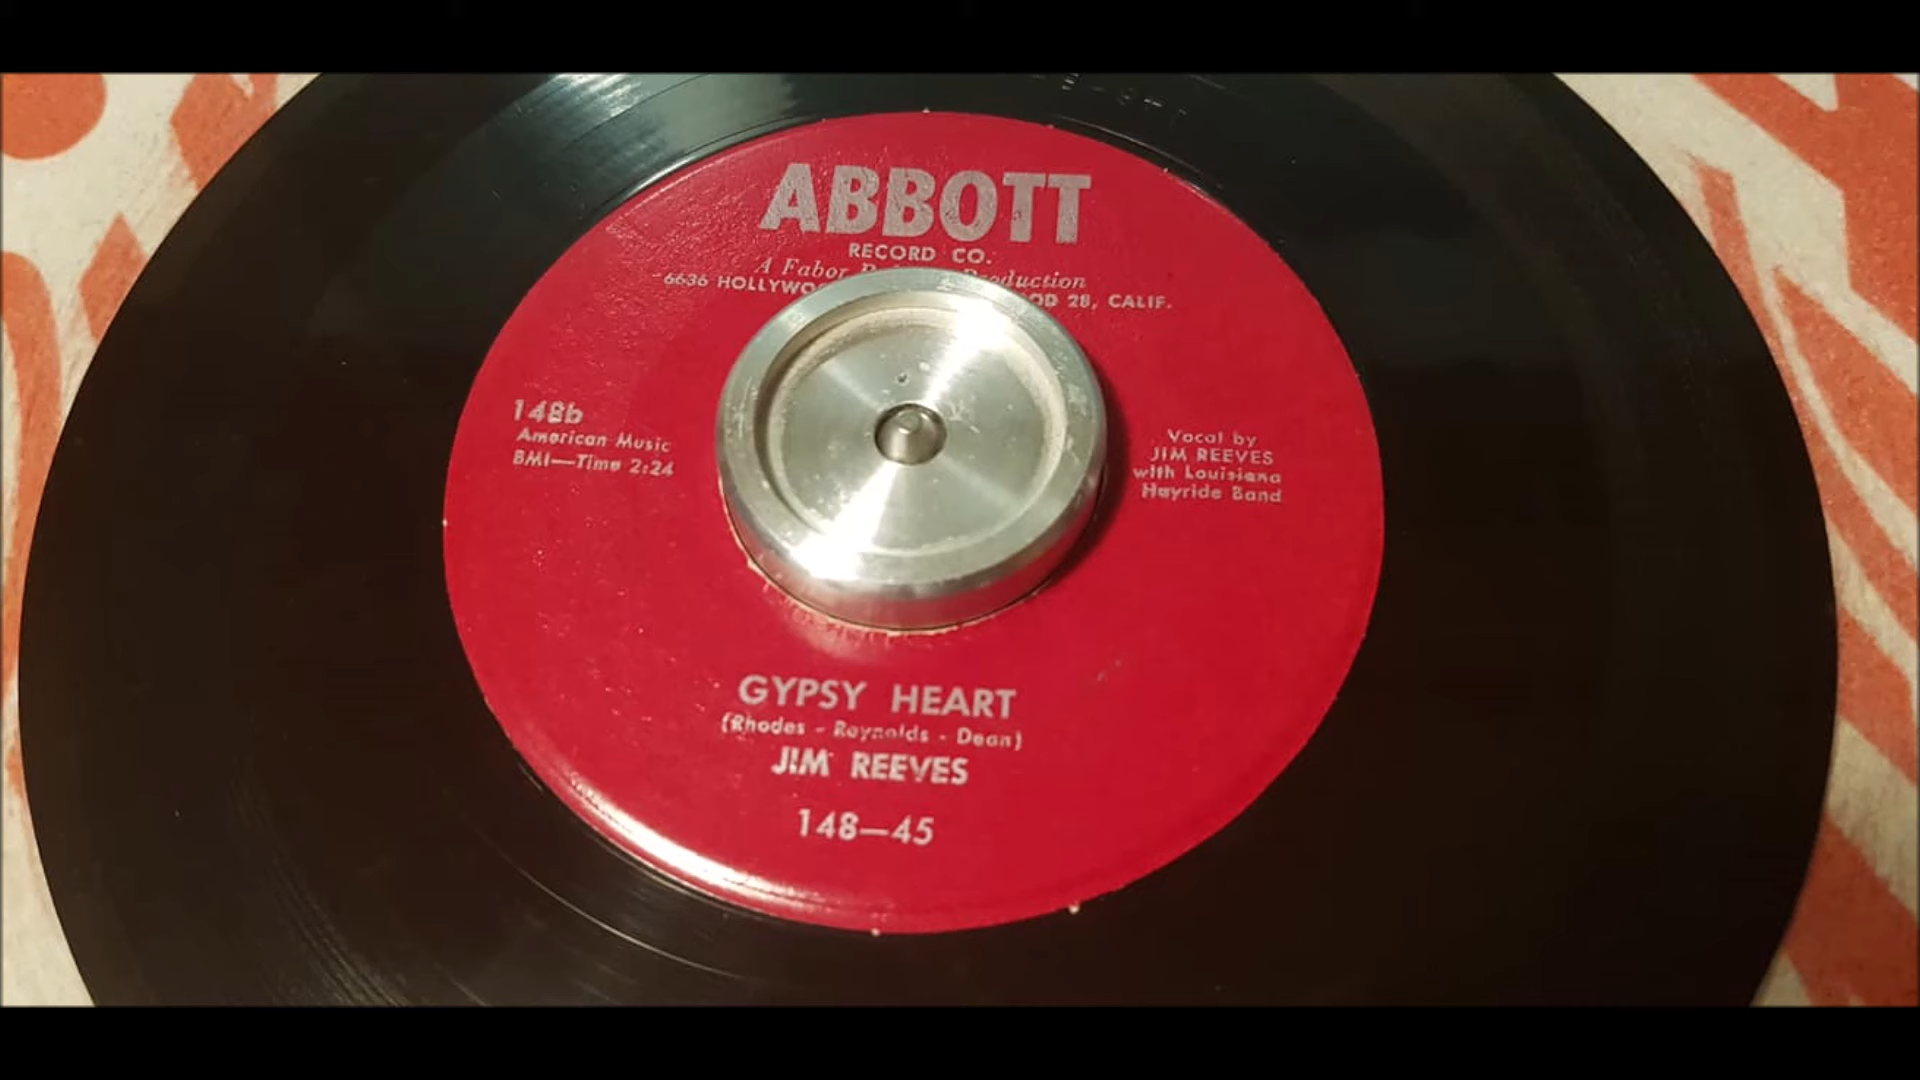 ABBOTT
RECORD CO.
A Fabor Production
6636 HOLLYWOO OD 28, CALIF.
148b
American Music
BMI—Time 2:24
Vocal by
JIM REEVES
with Louisiana
Hayride Band
GYPSY HEART
(Rhodes - Reynolds - Dean)
JIM REEVES
148—45